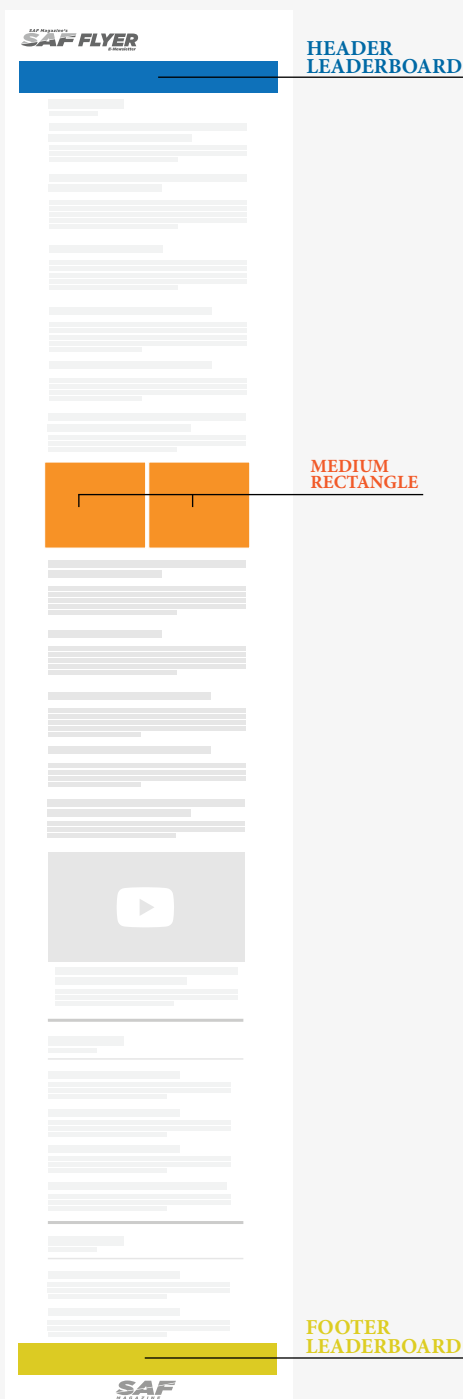 SAF Magazine's
SAF FLYER
E-Newsletter
HEADER
LEADERBOARD
MEDIUM
RECTANGLE
FOOTER
LEADERBOARD
SAF
MAGAZINE